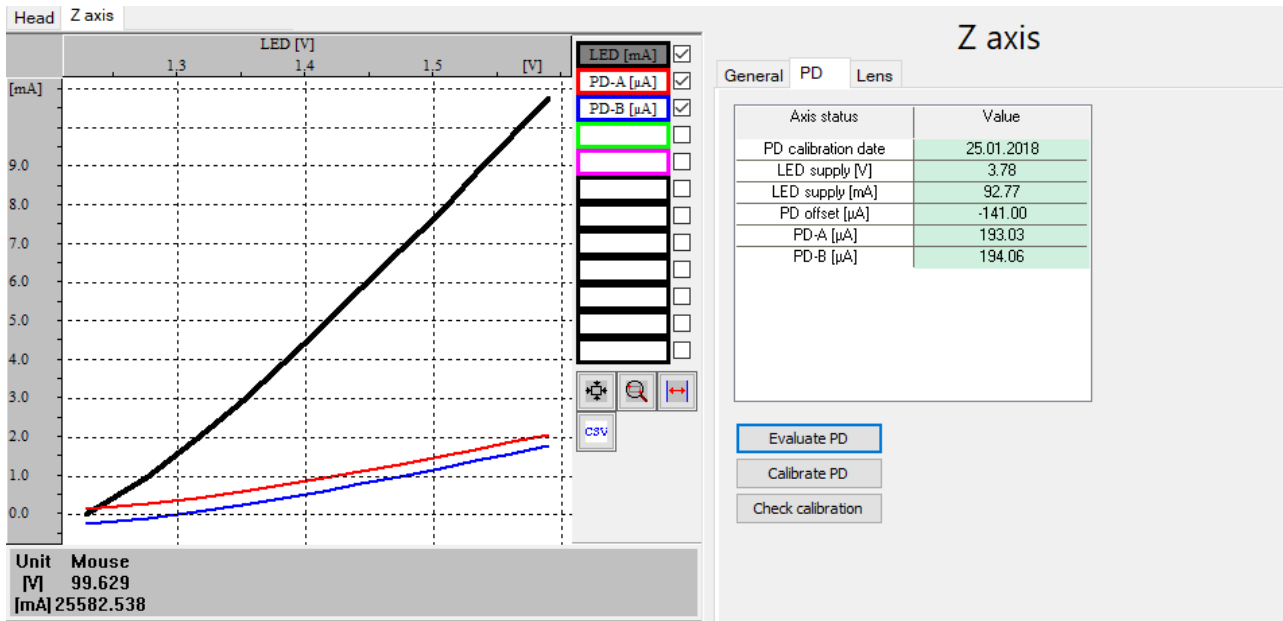 Head Z axis
LED [V]
1.3 1.4 1.5 [V]
[mA]
9.0
8.0
7.0
6.0
5.0
4.0
3.0
2.0
1.0
0.0
LED [mA]
PD-A [µA]
PD-B [µA]
CSV
Unit Mouse
[V] 99.629
[mA] 25582.538
Z axis
General PD Lens
Axis status Value
PD calibration date 25.01.2018
LED supply [V] 3.78
LED supply [mA] 92.77
PD offset [µA] -141.00
PD-A [µA] 193.03
PD-B [µA] 194.06
Evaluate PD
Calibrate PD
Check calibration